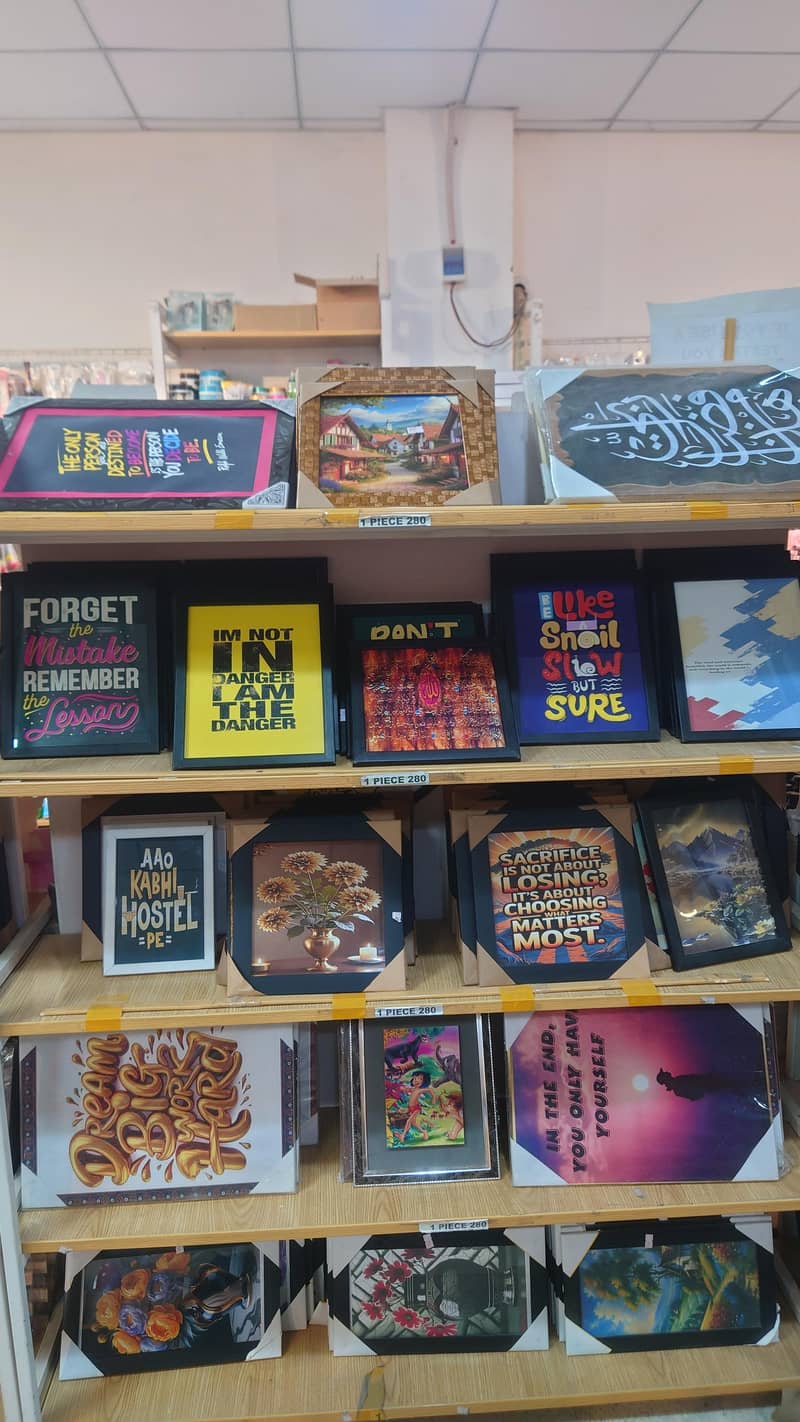 THE ONLY
PERSON
YOU ARE
DESTINED
TO BECOME
IS THE PERSON
YOU DECIDE
TO BE.
1 PIECE 280
FORGET
the
Mistake
REMEMBER
the
Lesson
IM NOT
IN
DANGER
I AM
THE
DANGER
DON'T
BE
Like
Snail
SLOW
BUT
SURE
1 PIECE 280
AAO
KABHI
HOSTEL
=PE=
SACRIFICE
IS NOT ABOUT
LOSING;
IT'S ABOUT
CHOOSING
WHAT
MATTERS
MOST.
1 PIECE 280
DREAM
BIG
WORK
HARD
IN THE END,
YOU ONLY HAVE
YOURSELF
1 PIECE 280